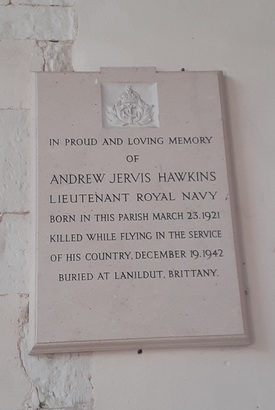 IN PROUD AND LOVING MEMORY
OF
ANDREW JERVIS HAWKINS
LIEUTENANT ROYAL NAVY
BORN IN THIS PARISH MARCH 23.1921
KILLED WHILE FLYING IN THE SERVICE
OF HIS COUNTRY, DECEMBER 19.1942
BURIED AT LANILDUT, BRITTANY.